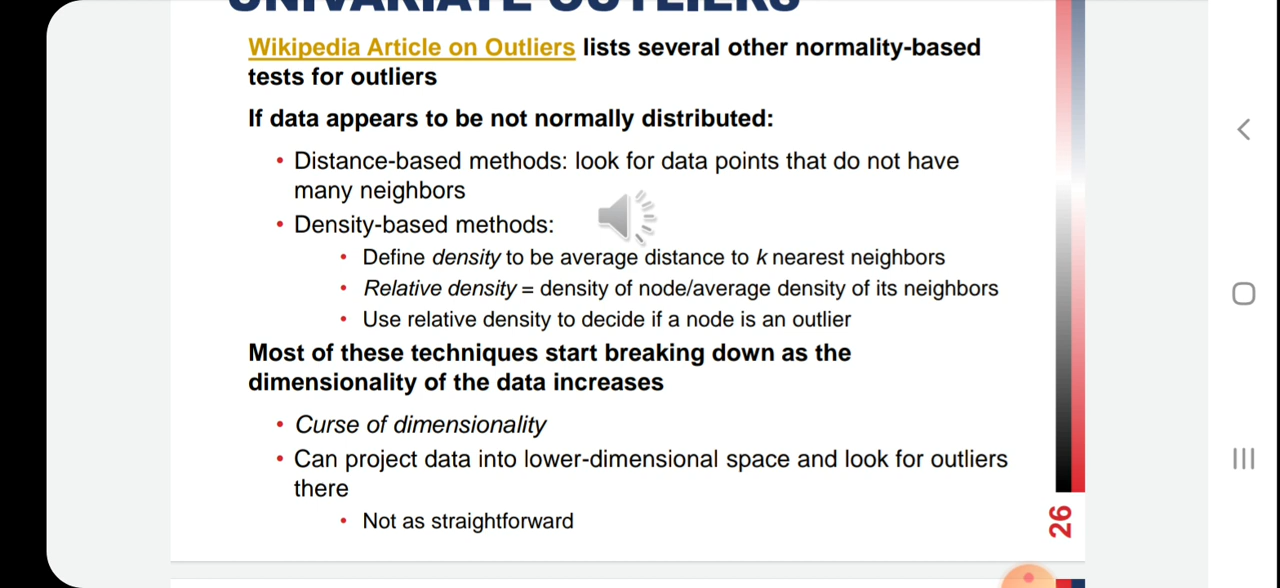 UNIVARIATE OUTLIERS
Wikipedia Article on Outliers lists several other normality-based
tests for outliers
If data appears to be not normally distributed:
• Distance-based methods: look for data points that do not have
many neighbors
• Density-based methods:
• Define density to be average distance to k nearest neighbors
• Relative density = density of node/average density of its neighbors
• Use relative density to decide if a node is an outlier
Most of these techniques start breaking down as the
dimensionality of the data increases
• Curse of dimensionality
• Can project data into lower-dimensional space and look for outliers
there
• Not as straightforward
26